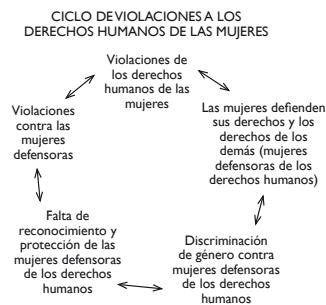 CICLO DE VIOLACIONES A LOS
DERECHOS HUMANOS DE LAS MUJERES
Violaciones de
los derechos
humanos de las
mujeres
Las mujeres defienden
sus derechos y los
derechos de los
demás (mujeres
defensoras de los
derechos humanos)
Discriminación
de género contra
mujeres defensoras
de los derechos
humanos
Falta de
reconocimiento y
protección de las
mujeres defensoras
de los derechos
humanos
Violaciones
contra las
mujeres
defensoras